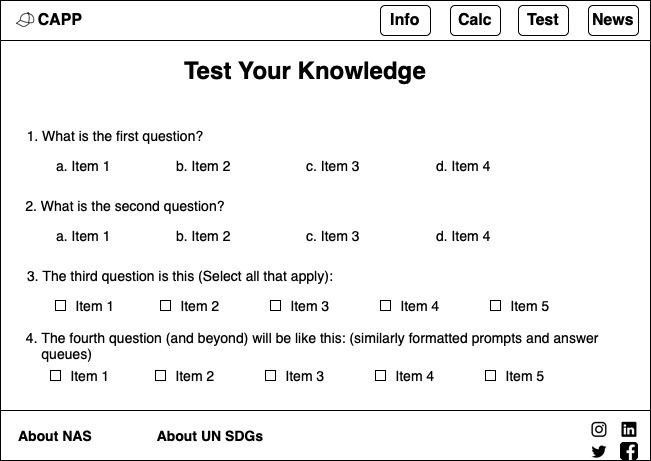 CAPP Info Calc Test News
Test Your Knowledge
1. What is the first question?
a. Item 1 b. Item 2 c. Item 3 d. Item 4
2. What is the second question?
a. Item 1 b. Item 2 c. Item 3 d. Item 4
3. The third question is this (Select all that apply):
Item 1 Item 2 Item 3 Item 4 Item 5
4. The fourth question (and beyond) will be like this: (similarly formatted prompts and answer
queues)
Item 1 Item 2 Item 3 Item 4 Item 5
About NAS About UN SDGs